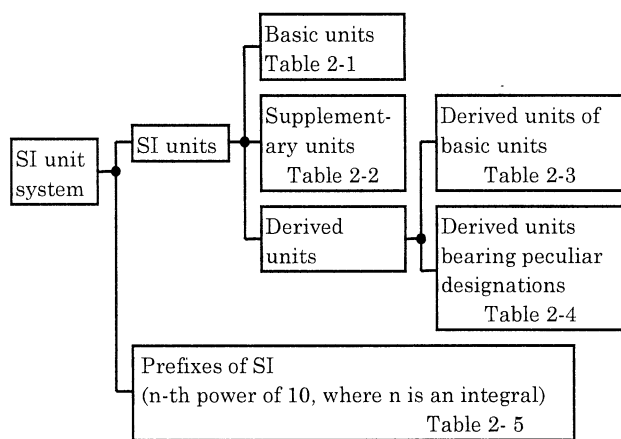 Basic units
Table 2-1
SI unit
system
SI units
Supplement-
ary units
Table 2-2
Derived
units
Derived units of
basic units
Table 2-3
Derived units
bearing peculiar
designations
Table 2-4
Prefixes of SI
(n-th power of 10, where n is an integral)
Table 2- 5